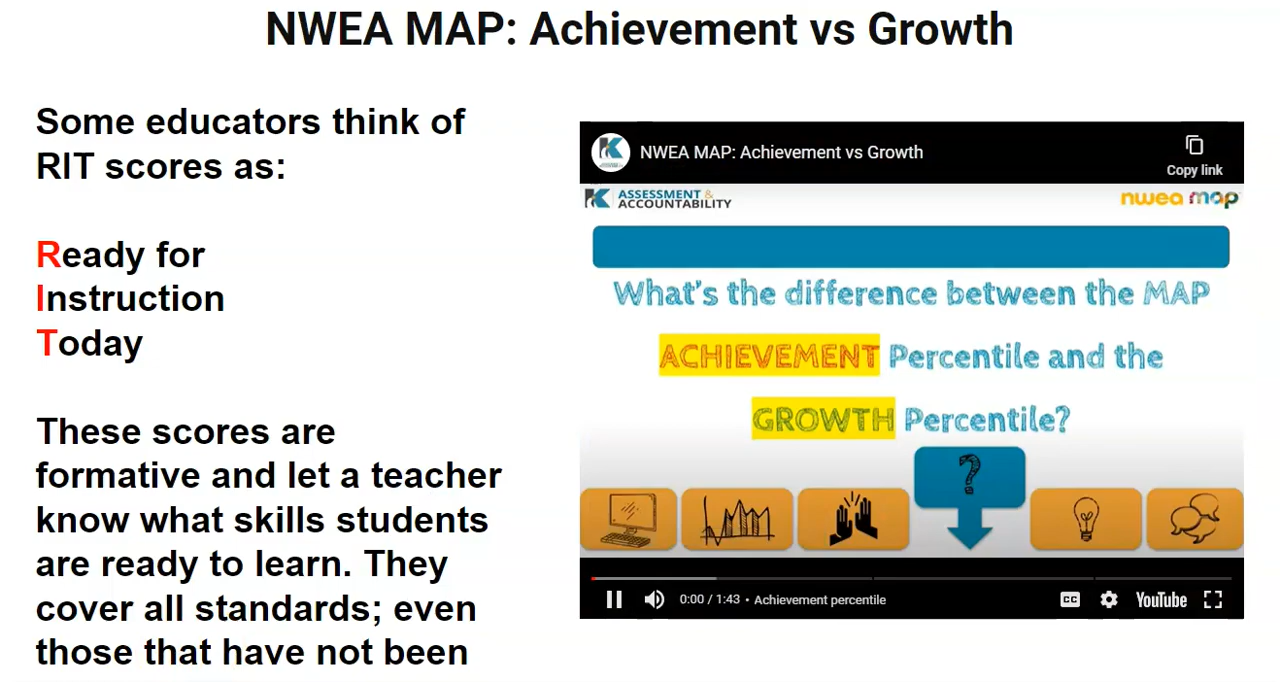 NWEA MAP: Achievement vs Growth
Some educators think of
RIT scores as:
Ready for
Instruction
Today
These scores are
formative and let a teacher
know what skills students
are ready to learn. They
cover all standards; even
those that have not been
NWEA MAP: Achievement vs Growth
Copy link
K ASSESSMENT &
ACCOUNTABILITY
nwea map
What's the difference between the MAP
ACHIEVEMENT Percentile and the
GROWTH Percentile?
?
0:00 / 1:43 • Achievement percentile
CC
YouTube